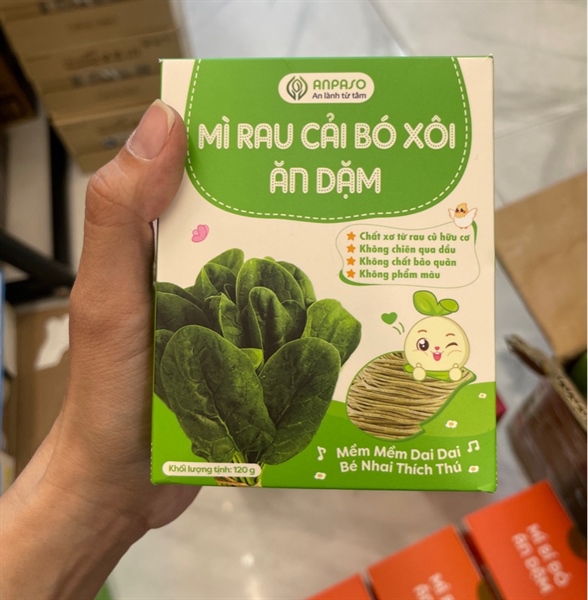 ANPASO
An lành từ tâm
MÌ RAU CẢI BÓ XÔI
ĂN DẶM
Chất xơ từ rau củ hữu cơ
Không chiên qua dầu
Không chất bảo quản
Không phẩm màu
Mềm Mềm Dai Dai
Bé Nhai Thích Thú
Khối lượng tịnh: 120 g
MÌ BÍ ĐỎ
ĂN DẶM